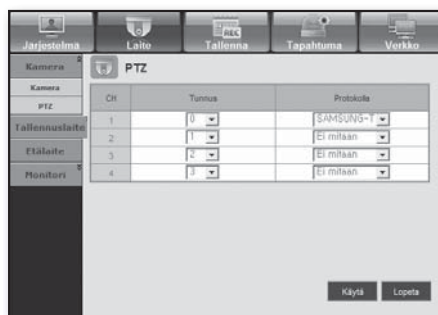 Järjestelmä Laite Tallenna Tapahtuma Verkko
Kamera
PTZ
Kamera
PTZ
Tallennuslaite
Etälaite
Monitori
CH Tunnus Protokolla
1 0 SAMSUNG-T
2 1 Ei mitään
3 2 Ei mitään
4 3 Ei mitään
Käytä Lopeta